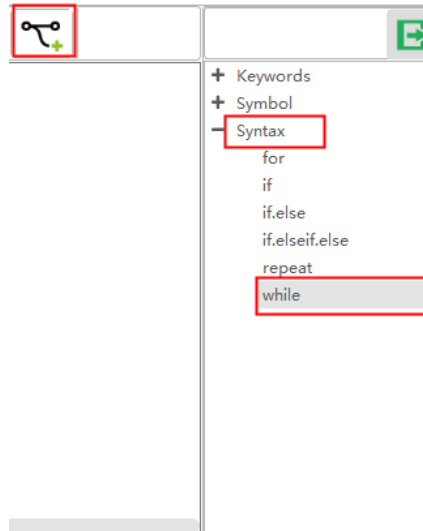 Keywords
Symbol
Syntax
for
if
if.else
if.elseif.else
repeat
while